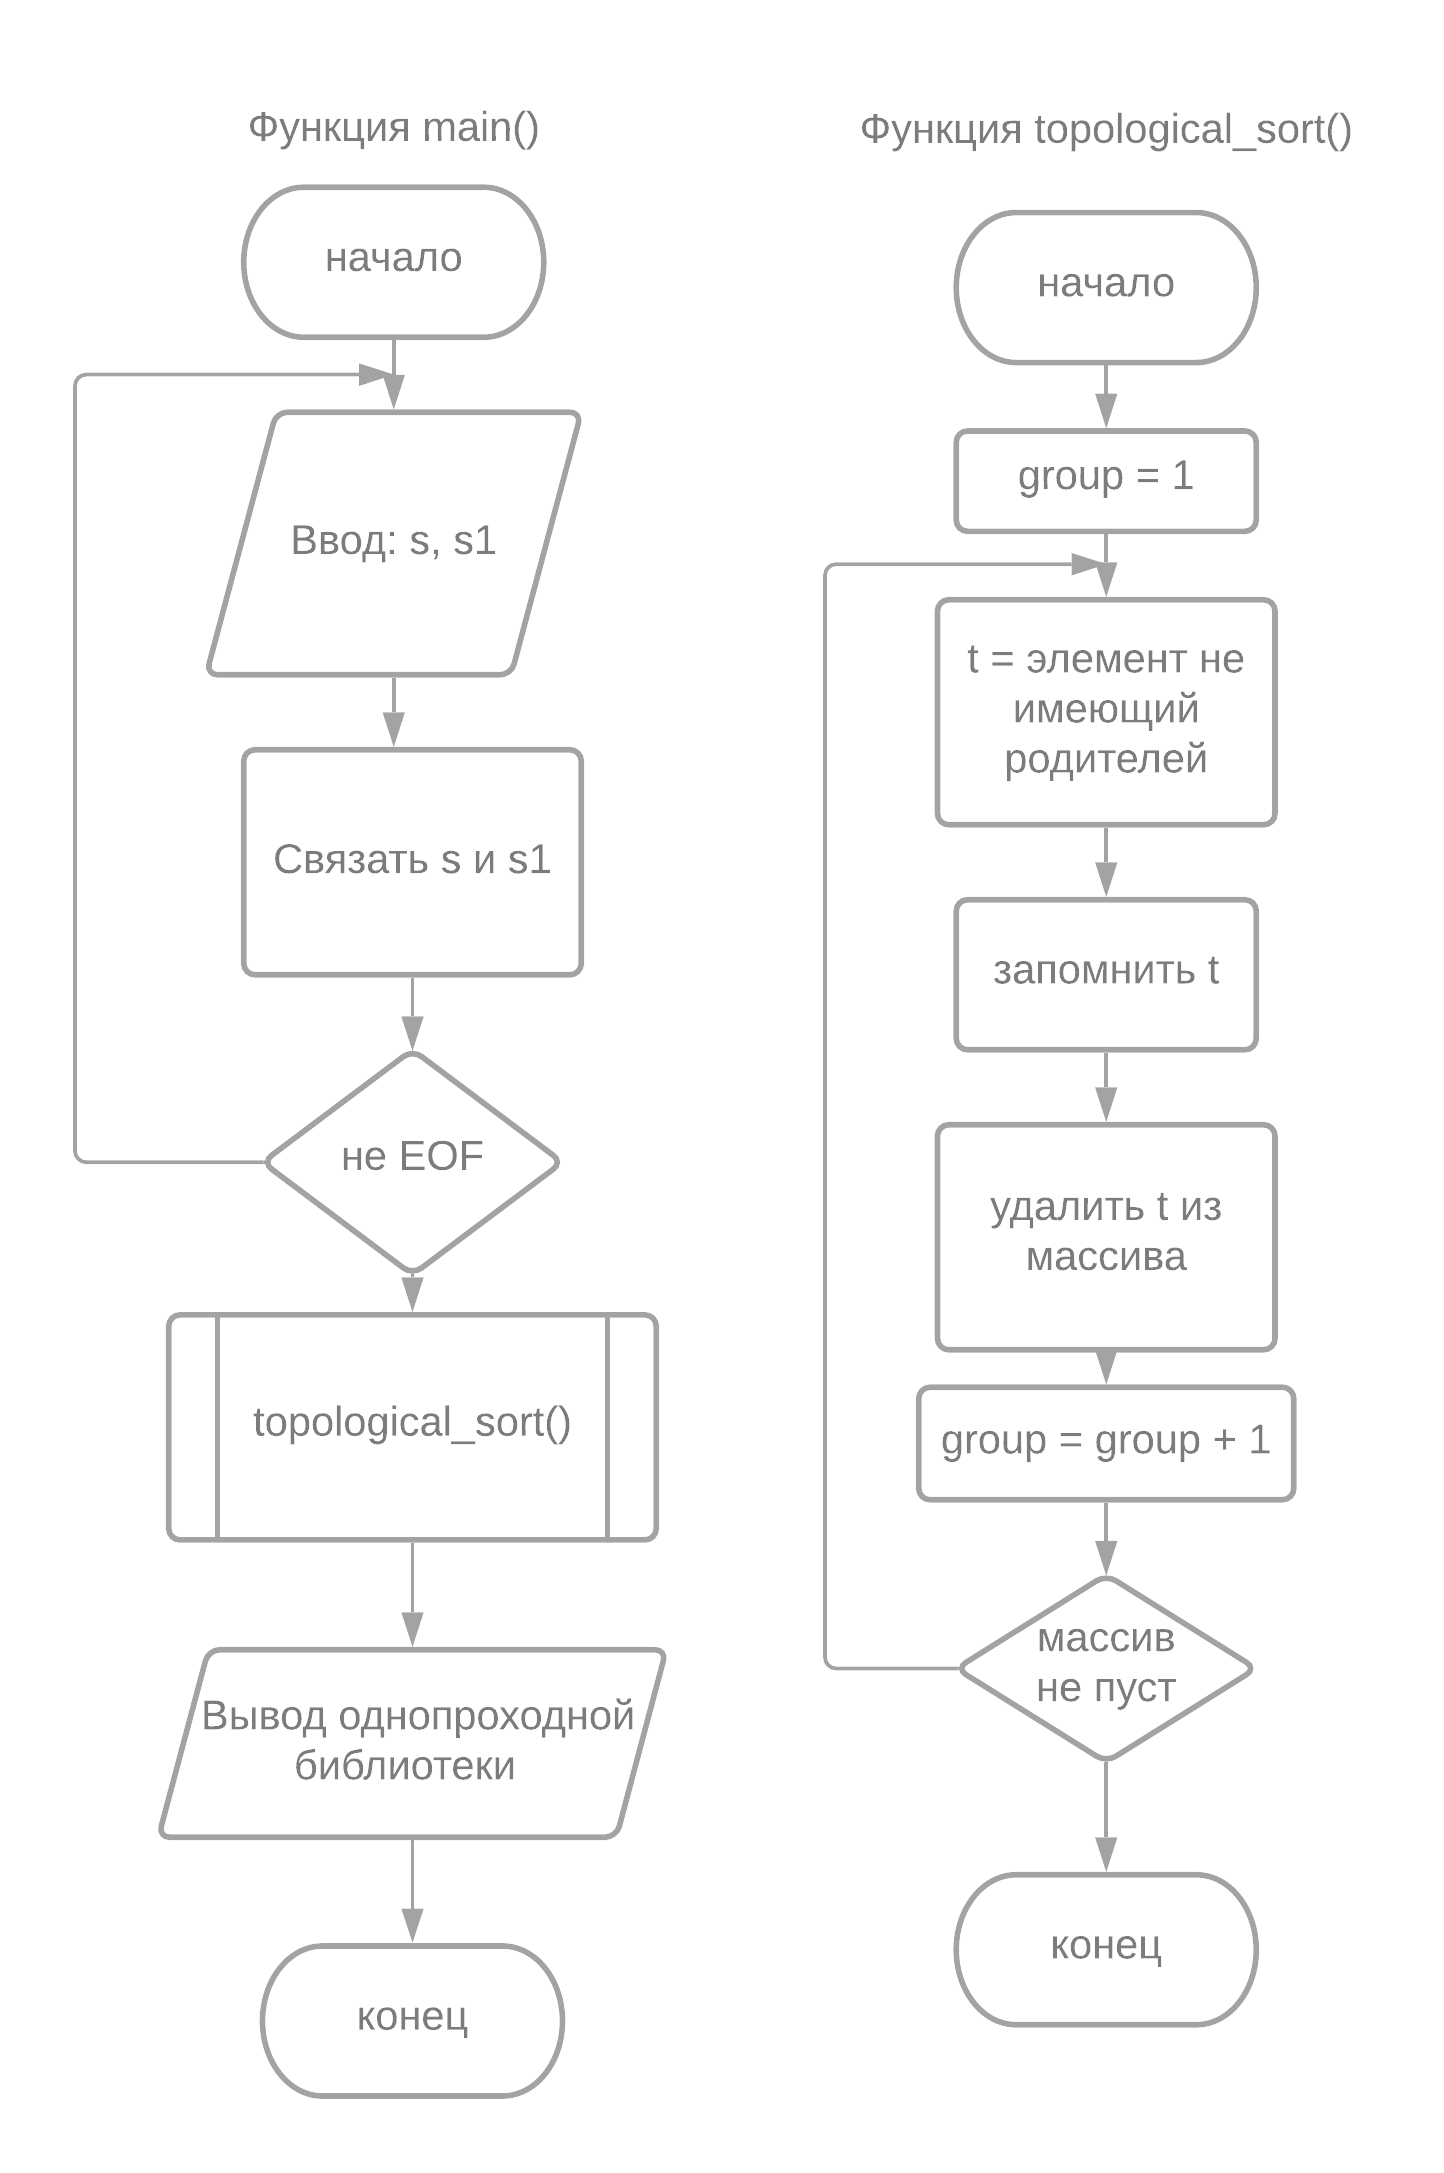 Функция main()
начало
Ввод: s, s1
Связать s и s1
не EOF
topological_sort()
Вывод однопроходной
библиотеки
конец
Функция topological_sort()
начало
group = 1
t = элемент не
имеющий
родителей
запомнить t
удалить t из
массива
group = group + 1
массив
не пуст
конец